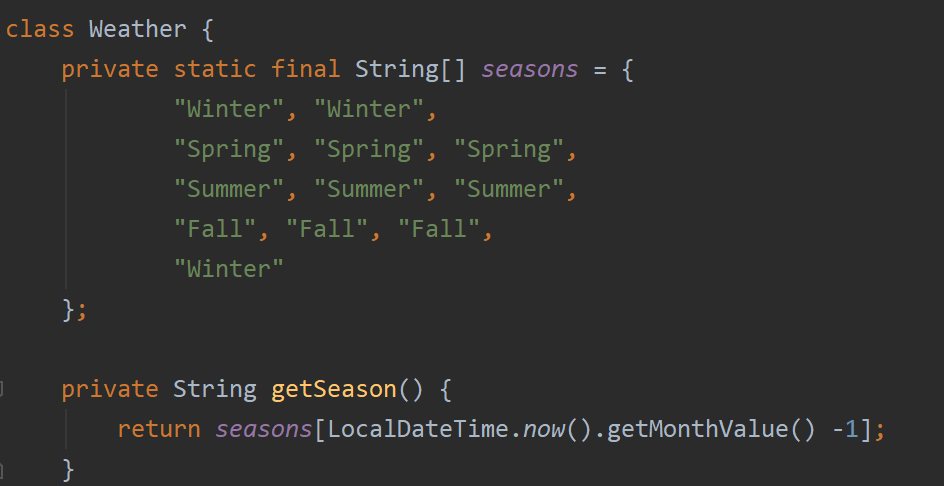 class Weather {
    private static final String[] seasons = {
            "Winter", "Winter",
            "Spring", "Spring", "Spring",
            "Summer", "Summer", "Summer",
            "Fall", "Fall", "Fall",
            "Winter"
    };
    private String getSeason() {
        return seasons[LocalDateTime.now().getMonthValue() -1];
    }